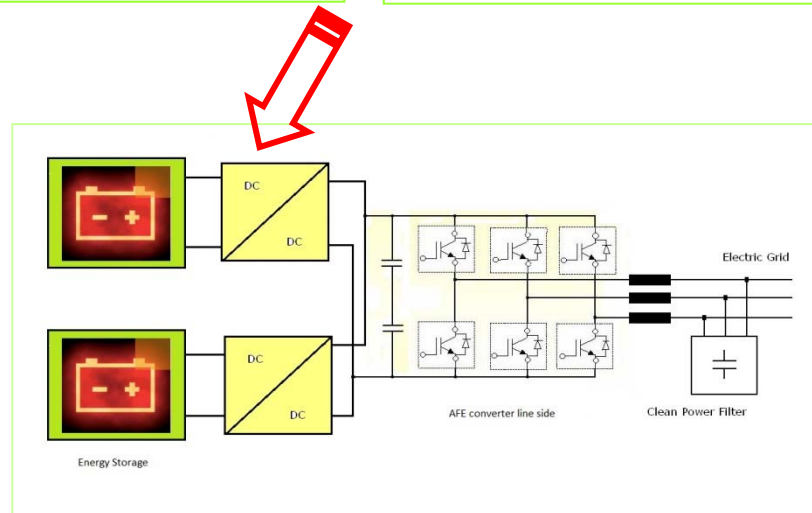 DC
DC
Electric Grid
DC
DC
AFE converter line side
Clean Power Filter
Energy Storage